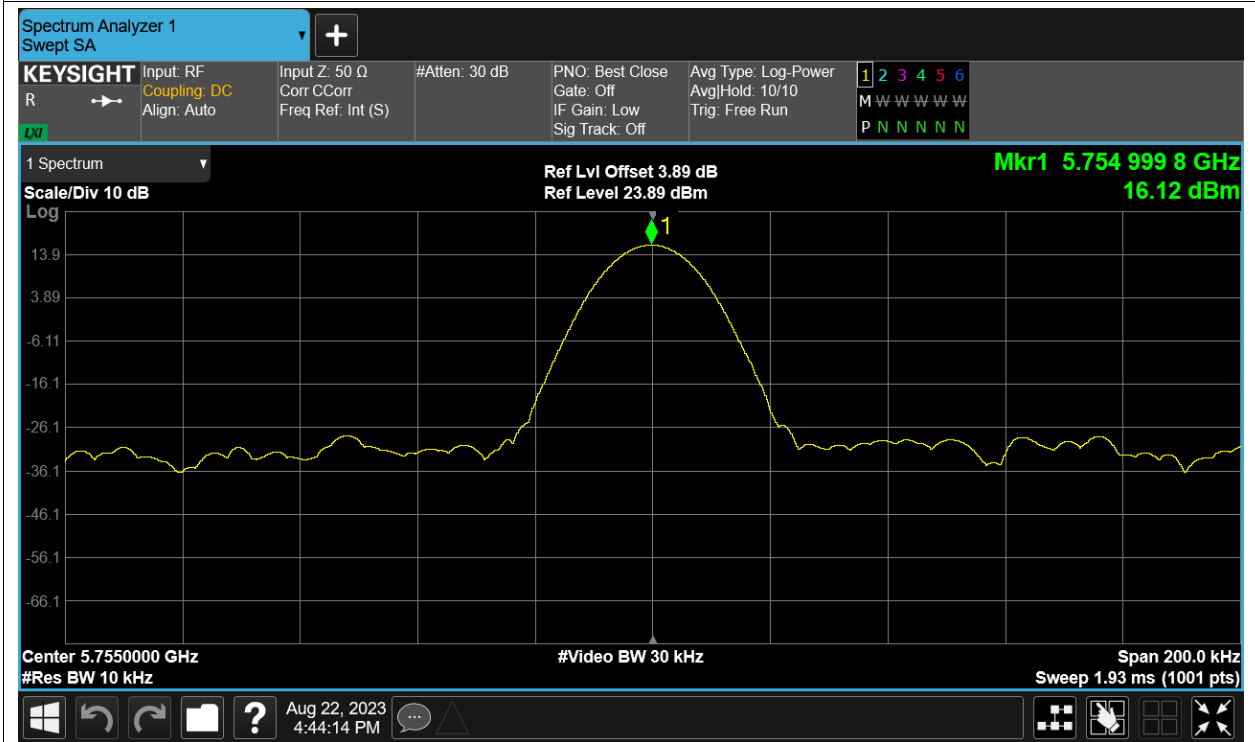 Spectrum Analyzer 1
Swept SA
+
KEYSIGHT
R
LXI
Input: RF
Coupling: DC
Align: Auto
Input Z: 50 Ω
Corr CCorr
Freq Ref: Int (S)
#Atten: 30 dB
PNO: Best Close
Gate: Off
IF Gain: Low
Sig Track: Off
Avg Type: Log-Power
Avg|Hold: 10/10
Trig: Free Run
1 2 3 4 5 6
M W W W W W
P N N N N N
1 Spectrum
Scale/Div 10 dB
Ref Lvl Offset 3.89 dB
Ref Level 23.89 dBm
Mkr1 5.754 999 8 GHz
16.12 dBm
Log
1
13.9
3.89
-6.11
-16.1
-26.1
-36.1
-46.1
-56.1
-66.1
Center 5.7550000 GHz
#Video BW 30 kHz
Span 200.0 kHz
#Res BW 10 kHz
Sweep 1.93 ms (1001 pts)
?
Aug 22, 2023
4:44:14 PM